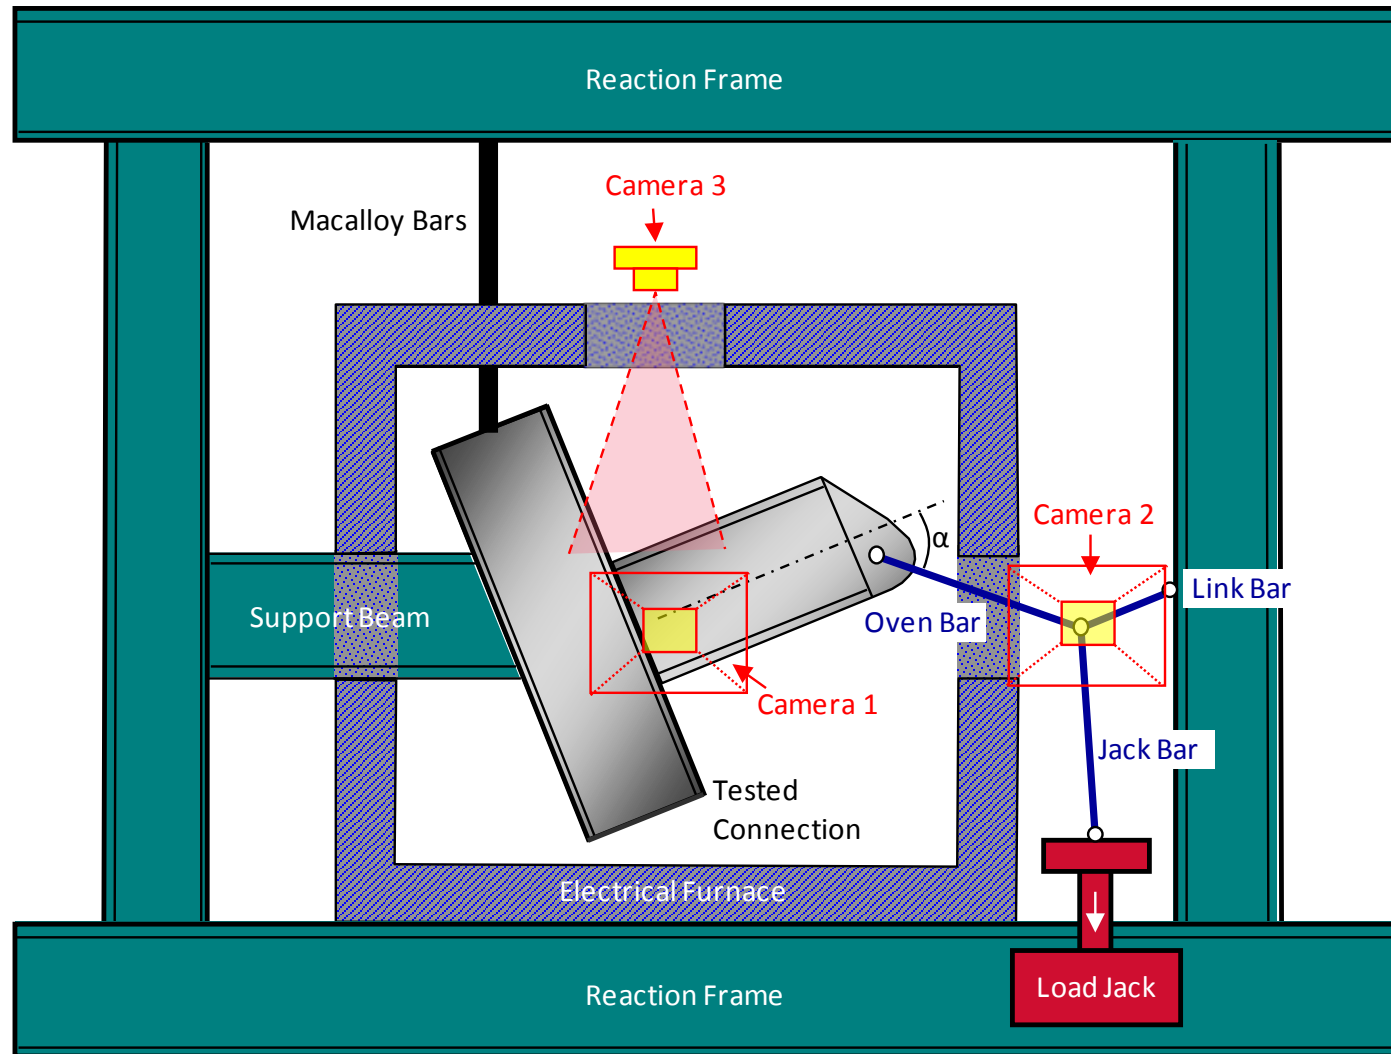 Reaction Frame
Camera 3
Macalloy Bars
Camera 2
α
Link Bar
Support Beam
Oven Bar
Camera 1
Jack Bar
Tested
Connection
Electrical Furnace
Load Jack
Reaction Frame